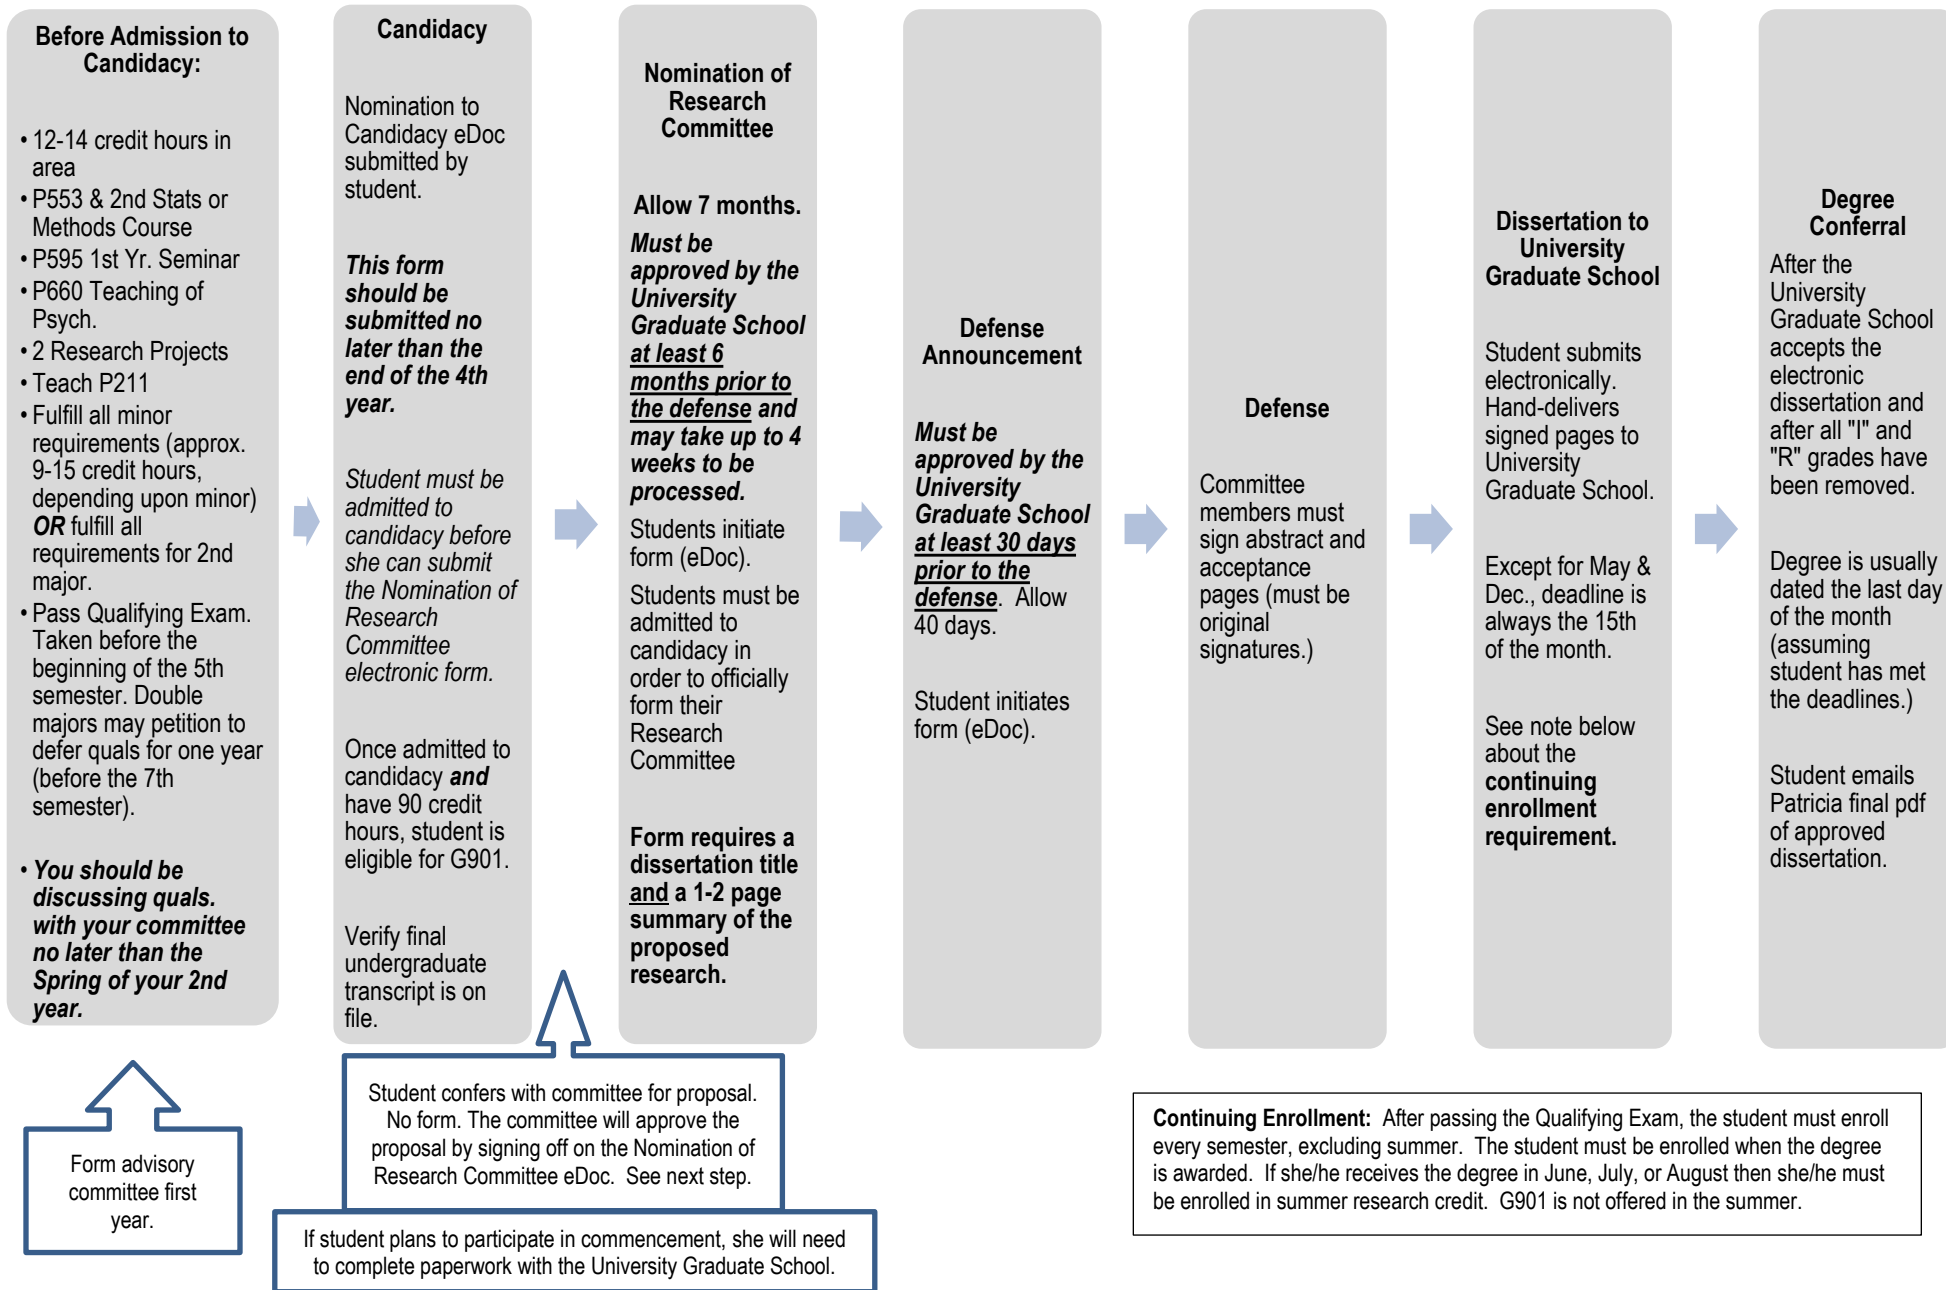 Before Admission to
Candidacy:
• 12-14 credit hours in
area
• P553 & 2nd Stats or
Methods Course
• P595 1st Yr. Seminar
• P660 Teaching of
Psych.
• 2 Research Projects
• Teach P211
• Fulfill all minor
requirements (approx.
9-15 credit hours,
depending upon minor)
OR fulfill all
requirements for 2nd
major.
• Pass Qualifying Exam.
Taken before the
beginning of the 5th
semester. Double
majors may petition to
defer quals for one year
(before the 7th
semester).
• You should be
discussing quals.
with your committee
no later than the
Spring of your 2nd
year.
Form advisory
committee first
year.
Candidacy
Nomination to
Candidacy eDoc
submitted by
student.
This form
should be
submitted no
later than the
end of the 4th
year.
Student must be
admitted to
candidacy before
she can submit
the Nomination of
Research
Committee
electronic form.
Once admitted to
candidacy and
have 90 credit
hours, student is
eligible for G901.
Verify final
undergraduate
transcript is on
file.
Student confers with committee for proposal.
No form. The committee will approve the
proposal by signing off on the Nomination of
Research Committee eDoc. See next step.
If student plans to participate in commencement, she will need
to complete paperwork with the University Graduate School.
Nomination of
Research
Committee
Allow 7 months.
Must be
approved by the
University
Graduate School
at least 6
months prior to
the defense and
may take up to 4
weeks to be
processed.
Students initiate
form (eDoc).
Students must be
admitted to
candidacy in
order to officially
form their
Research
Committee
Form requires a
dissertation title
and a 1-2 page
summary of the
proposed
research.
Defense
Announcement
Must be
approved by the
University
Graduate School
at least 30 days
prior to the
defense. Allow
40 days.
Student initiates
form (eDoc).
Defense
Committee
members must
sign abstract and
acceptance
pages (must be
original
signatures.)
Dissertation to
University
Graduate School
Student submits
electronically.
Hand-delivers
signed pages to
University
Graduate School.
Except for May &
Dec., deadline is
always the 15th
of the month.
See note below
about the
continuing
enrollment
requirement.
Degree
Conferral
After the
University
Graduate School
accepts the
electronic
dissertation and
after all "I" and
"R" grades have
been removed.
Degree is usually
dated the last day
of the month
(assuming
student has met
the deadlines.)
Student emails
Patricia final pdf
of approved
dissertation.
Continuing Enrollment: After passing the Qualifying Exam, the student must enroll
every semester, excluding summer. The student must be enrolled when the degree
is awarded. If she/he receives the degree in June, July, or August then she/he must
be enrolled in summer research credit. G901 is not offered in the summer.